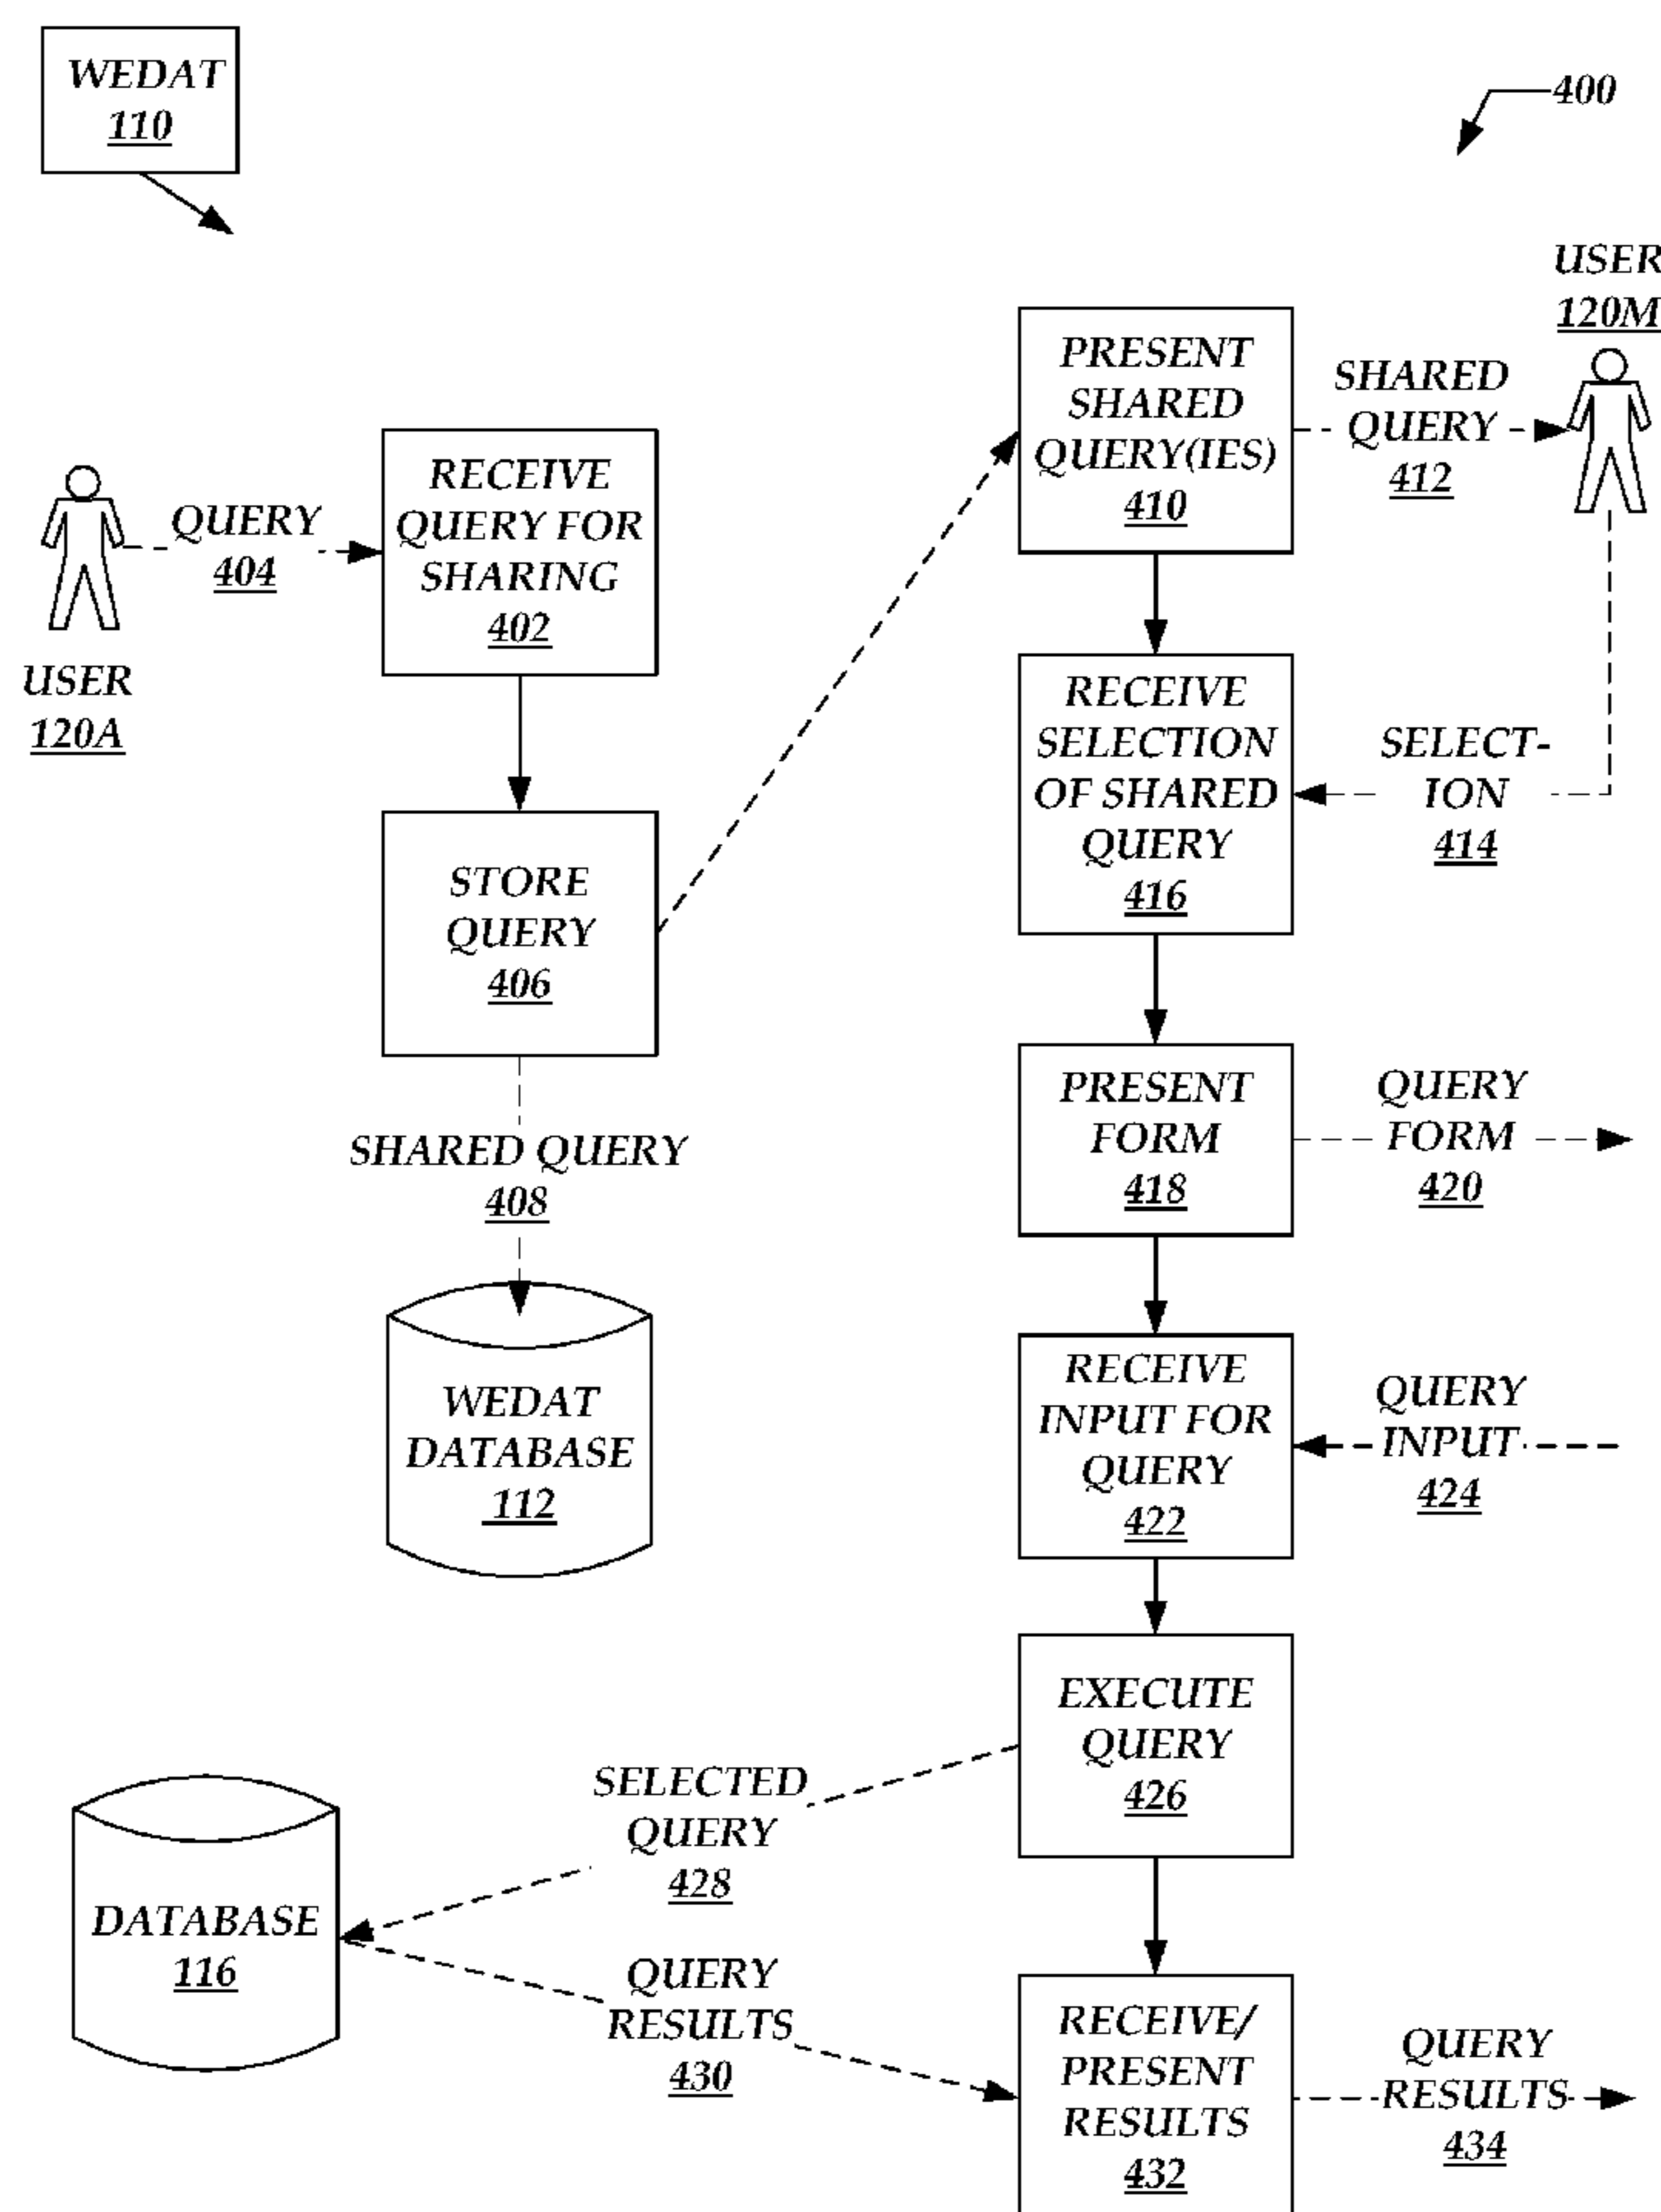 WEDAT
110
400
USER
120M
PRESENT
SHARED
QUERY(IES)
410
SHARED
QUERY
412
QUERY
404
RECEIVE
QUERY FOR
SHARING
402
USER
120A
RECEIVE
SELECTION
OF SHARED
QUERY
416
SELECT-
ION
414
STORE
QUERY
406
PRESENT
FORM
418
QUERY
FORM
420
SHARED QUERY
408
WEDAT
DATABASE
112
RECEIVE
INPUT FOR
QUERY
422
QUERY
INPUT
424
EXECUTE
QUERY
426
SELECTED
QUERY
428
DATABASE
116
QUERY
RESULTS
430
RECEIVE/
PRESENT
RESULTS
432
QUERY
RESULTS
434